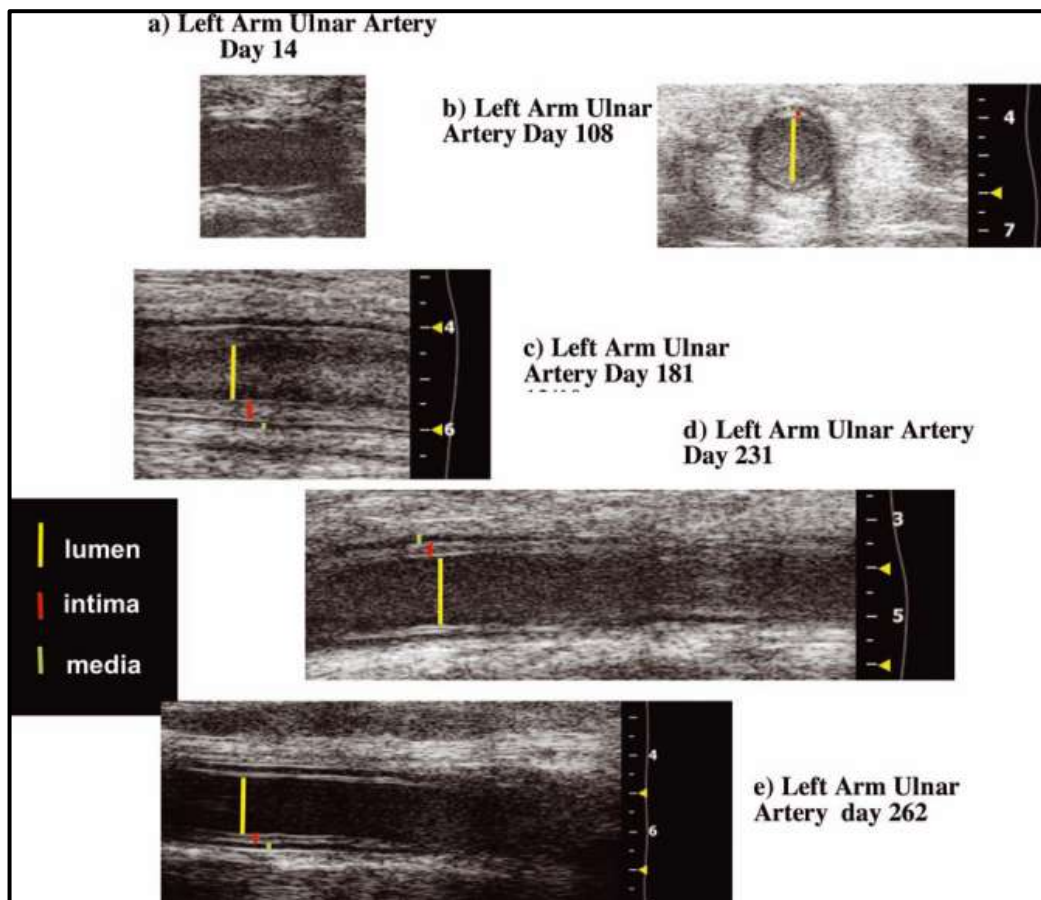 a) Left Arm Ulnar Artery
Day 14
b) Left Arm Ulnar
Artery Day 108
4
7
4
6
c) Left Arm Ulnar
Artery Day 181
d) Left Arm Ulnar Artery
Day 231
3
5
lumen
intima
media
4
6
e) Left Arm Ulnar
Artery day 262